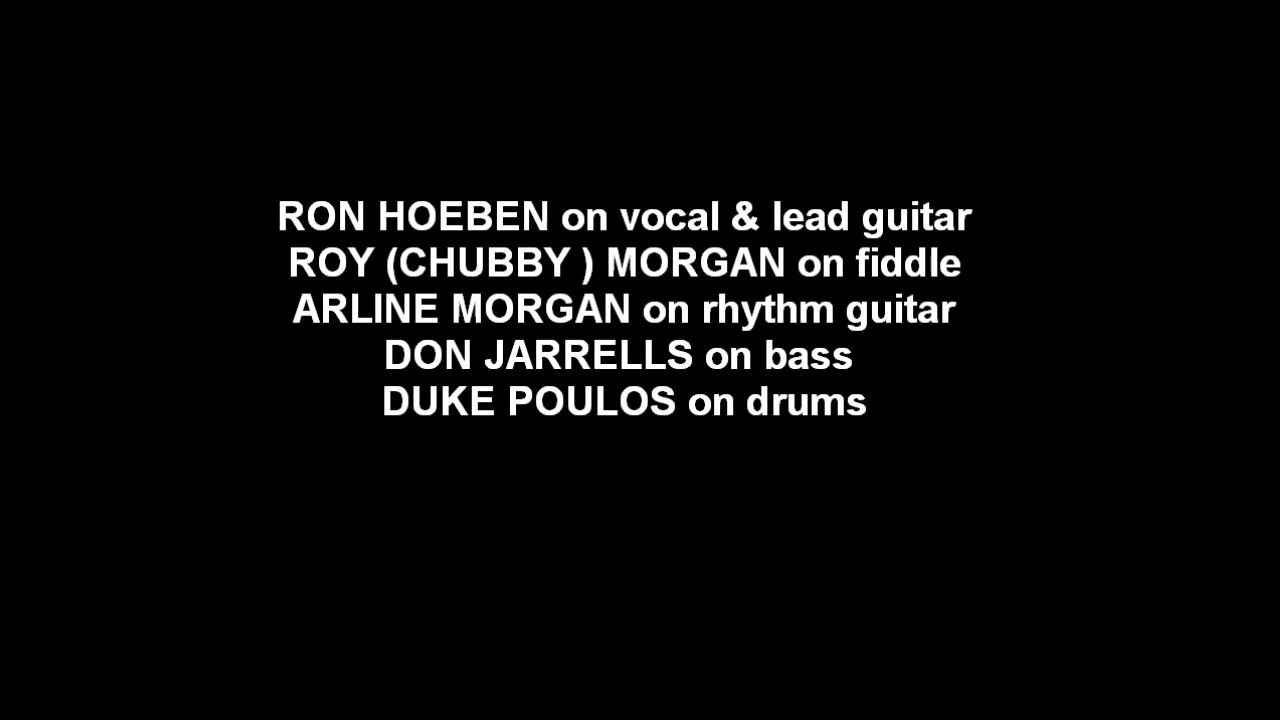 RON HOEBEN on vocal & lead guitar
ROY (CHUBBY ) MORGAN on fiddle
ARLINE MORGAN on rhythm guitar
DON JARRELLS on bass
DUKE POULOS on drums